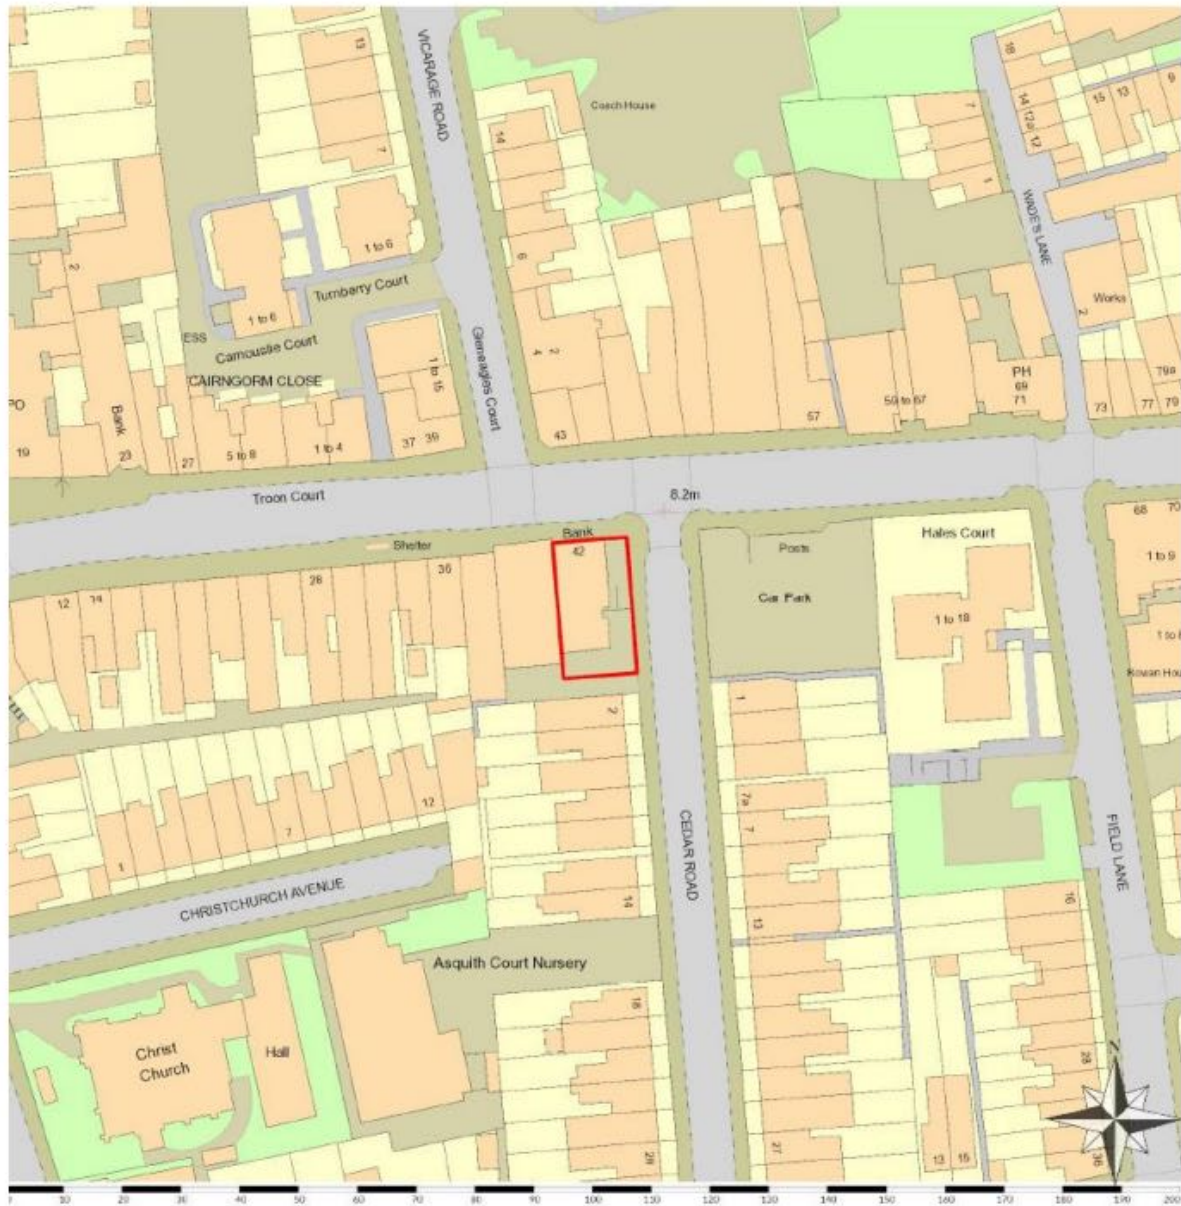 13
VICARAGE ROAD
7
14
Coach House
7
18
14
12a
12
15
13
9
1
WADE'S LANE
2
1 to 6
6
Turnberry Court
1 to 6
ESS
Carnoustie Court
CAIRNGORM CLOSE
Gleneagles Court
1 to 15
4
2
Works
2
PO
Bank
PH
69
71
79a
19
23
27
5 to 8
1 to 4
37
39
43
57
59 to 67
73
77
79
Troon Court
8.2m
68
70
Bank
42
Shelter
Posts
Hales Court
1 to 9
12
14
28
36
Car Park
1 to 18
Rowan Hou
1
2
7a
7
12
7
1
CEDAR ROAD
FIELD LANE
CHRISTCHURCH AVENUE
14
13
16
Asquith Court Nursery
18
Christ
Church
Hall
28
27
13
15
36
0 10 20 30 40 50 60 70 80 90 100 110 120 130 140 150 160 170 180 190 200